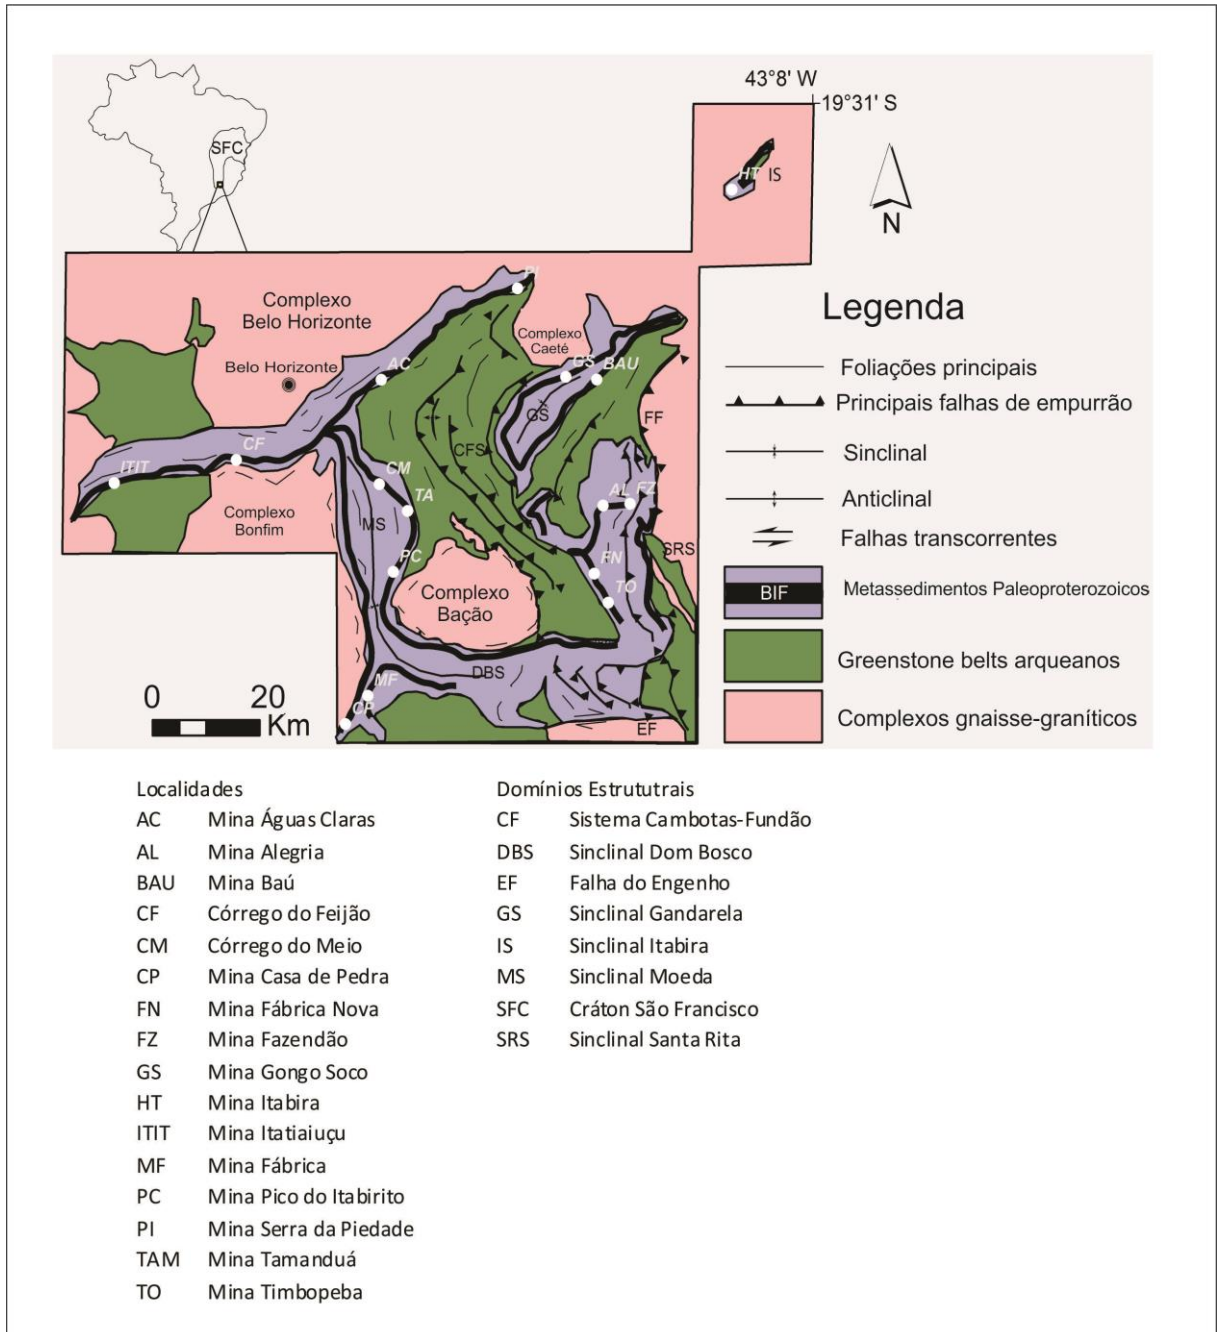 43°8' W
19°31' S
SFC
HT IS
N
PI
Complexo
Belo Horizonte
Complexo
Caeté
Belo Horizonte
AC
GS
BAU
GS
FF
CFS
CF
ITIT
CM
TA
AL
FZ
MS
Complexo
Bonfim
PC
FN
SRS
TO
Complexo
Bação
DBS
MF
CP
EF
0 20
Km
Legenda
Foliações principais
Principais falhas de empurrão
Sinclinal
Anticlinal
Falhas transcorrentes
BIF Metassedimentos Paleoproterozoicos
Greenstone belts arqueanos
Complexos gnaisse-graníticos
Localidades
AC Mina Águas Claras
AL Mina Alegria
BAU Mina Baú
CF Córrego do Feijão
CM Córrego do Meio
CP Mina Casa de Pedra
FN Mina Fábrica Nova
FZ Mina Fazendão
GS Mina Gongo Soco
HT Mina Itabira
ITIT Mina Itatiaiuçu
MF Mina Fábrica
PC Mina Pico do Itabirito
PI Mina Serra da Piedade
TAM Mina Tamanduá
TO Mina Timbopeba
Domínios Estrututrais
CF Sistema Cambotas-Fundão
DBS Sinclinal Dom Bosco
EF Falha do Engenho
GS Sinclinal Gandarela
IS Sinclinal Itabira
MS Sinclinal Moeda
SFC Cráton São Francisco
SRS Sinclinal Santa Rita